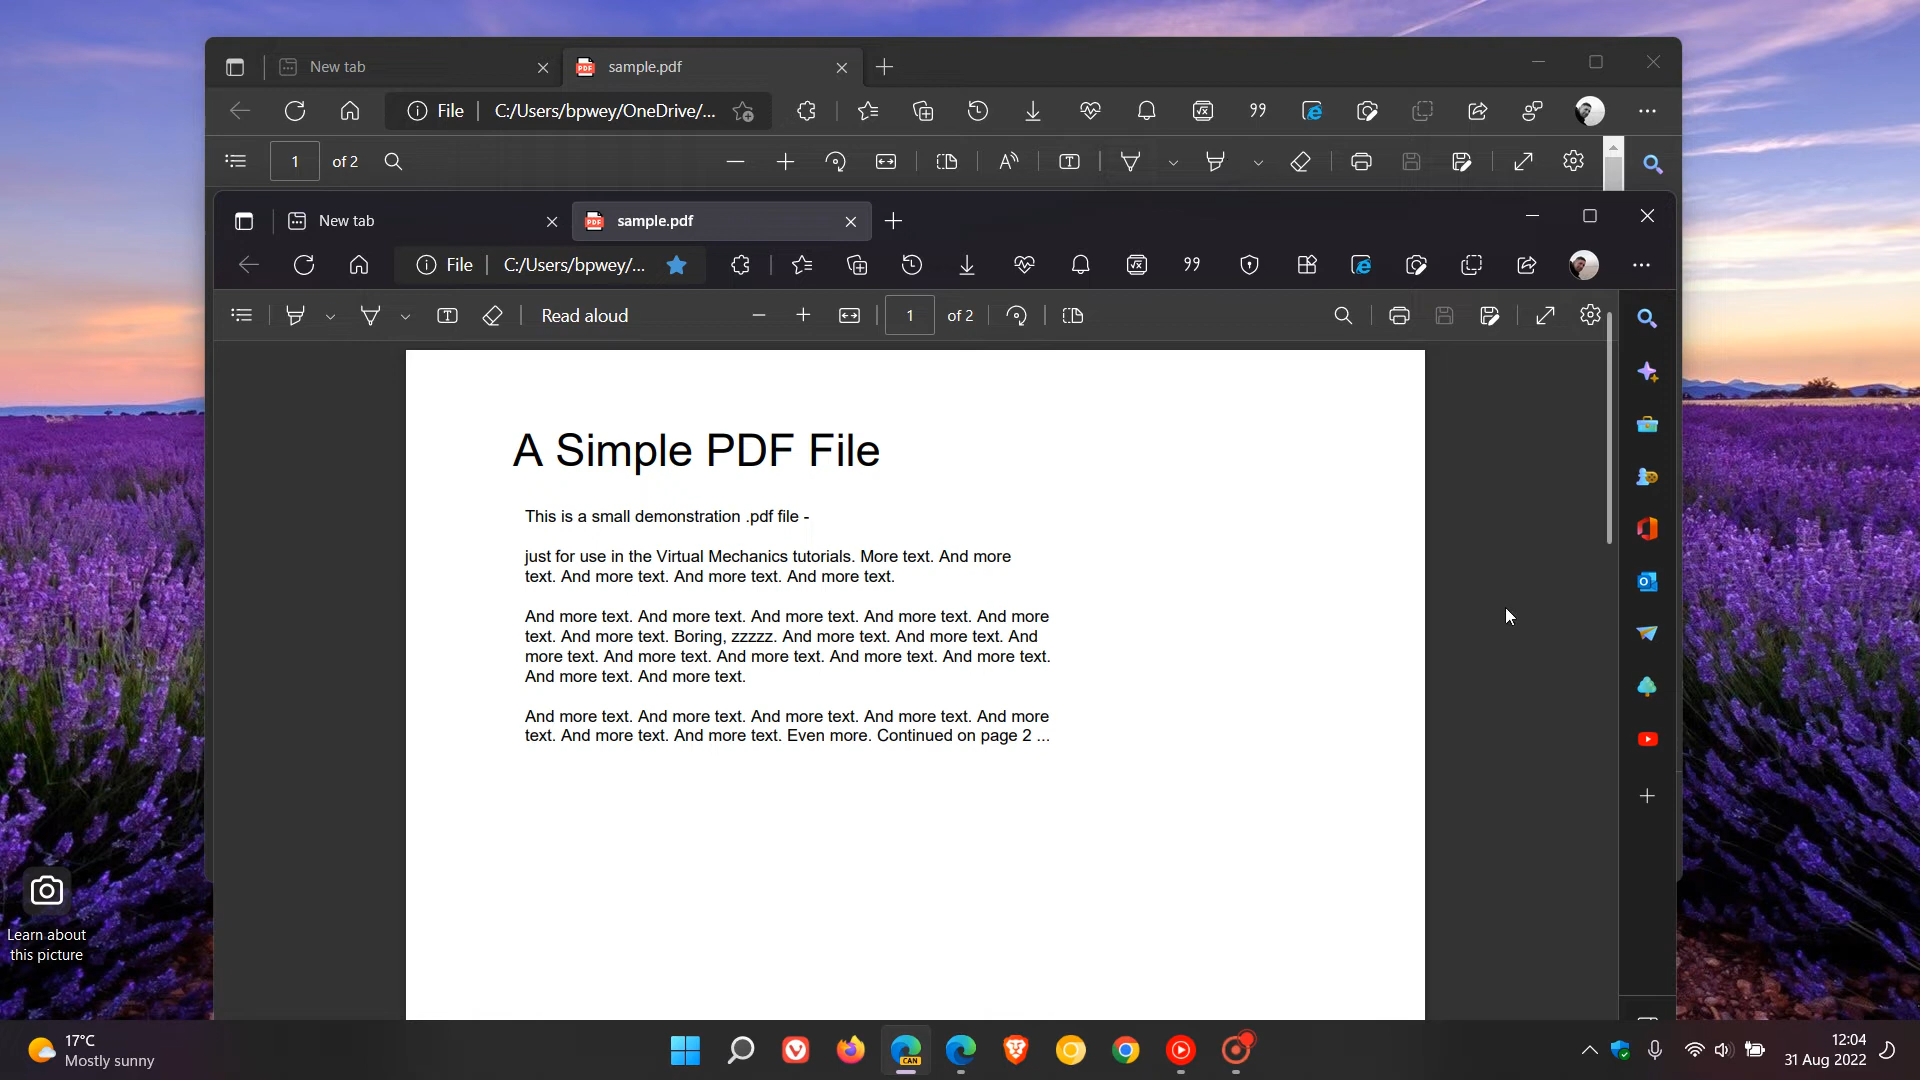 New tab
sample.pdf
File
C:/Users/bpwey/OneDrive/...
1
of 2
New tab
sample.pdf
File
C:/Users/bpwey/...
Read aloud
1
of 2
A Simple PDF File
This is a small demonstration .pdf file -
just for use in the Virtual Mechanics tutorials. More text. And more
text. And more text. And more text. And more text.
And more text. And more text. And more text. And more text. And more
text. And more text. Boring, zzzzz. And more text. And more text. And
more text. And more text. And more text. And more text. And more text.
And more text. And more text.
And more text. And more text. And more text. And more text. And more
text. And more text. And more text. Even more. Continued on page 2 ...
Learn about
this picture
17°C
Mostly sunny
CAN
12:04
31 Aug 2022